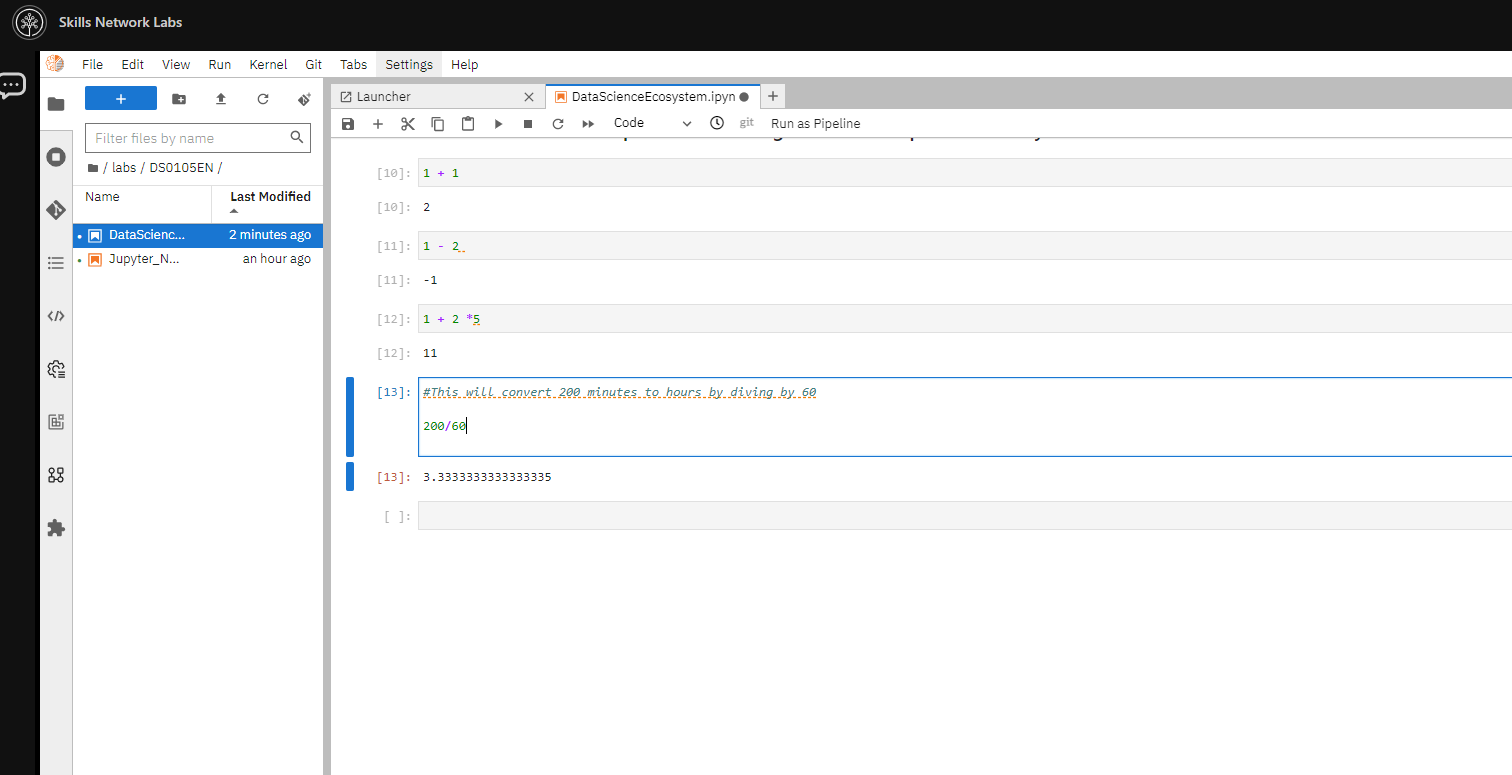 Skills Network Labs
File Edit View Run Kernel Git Tabs Settings Help
+
Launcher
DataScienceEcosystem.ipyn
Filter files by name
Code
git
Run as Pipeline
/ labs / DS0105EN /
Name Last Modified
DataScienc... 2 minutes ago
Jupyter_N... an hour ago
[10]: 1 + 1
[10]: 2
[11]: 1 - 2
[11]: -1
[12]: 1 + 2 *5
[12]: 11
[13]: #This will convert 200 minutes to hours by diving by 60
200/60
[13]: 3.3333333333333335
[ ]: